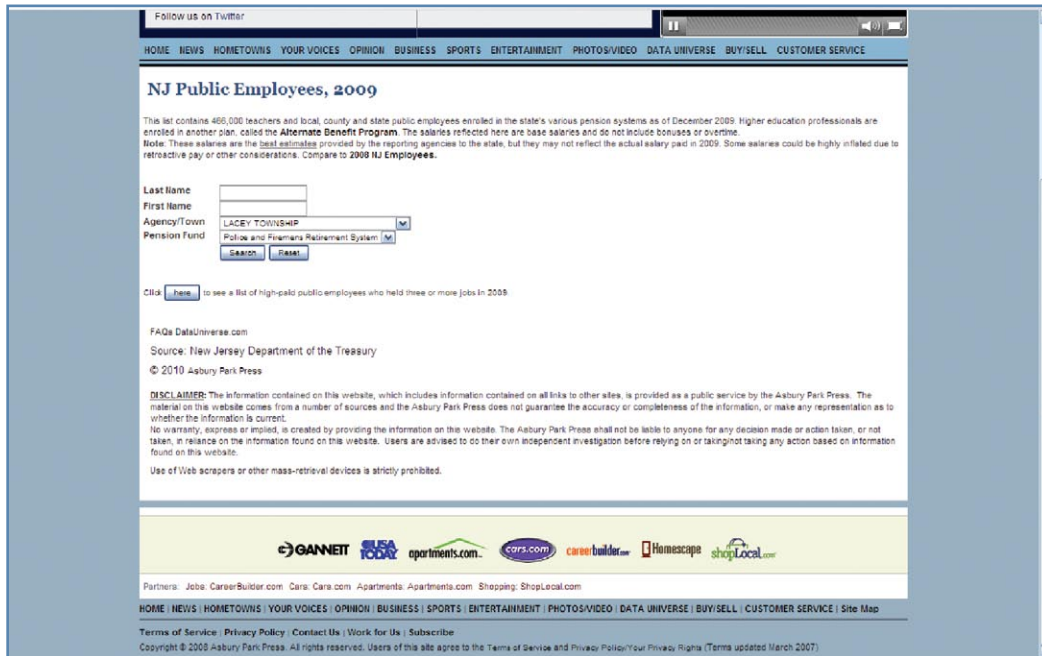 Follow us on Twitter
HOME NEWS HOMETOWNS YOUR VOICES OPINION BUSINESS SPORTS ENTERTAINMENT PHOTOS/VIDEO DATA UNIVERSE BUY/SELL CUSTOMER SERVICE
NJ Public Employees, 2009
This list contains 466,000 teachers and local, county and state public employees enrolled in the state's various pension systems as of December 2009. Higher education professionals are
enrolled in another plan, called the Alternate Benefit Program. The salaries reflected here are base salaries and do not include bonuses or overtime.
Note: These salaries are the best estimates provided by the reporting agencies to the state, but they may not reflect the actual salary paid in 2009. Some salaries could be highly inflated due to
retroactive pay or other considerations. Compare to 2008 NJ Employees.
Last Name
First Name
Agency/Town LACEY TOWNSHIP
Pension Fund Police and Firemens Retirement System
Search Reset
Click here to see a list of high-paid public employees who held three or more jobs in 2009
FAQs DataUniverse.com
Source: New Jersey Department of the Treasury
© 2010 Asbury Park Press
DISCLAIMER: The information contained on this website, which includes information contained on all links to other sites, is provided as a public service by the Asbury Park Press. The
material on this website comes from a number of sources and the Asbury Park Press does not guarantee the accuracy or completeness of the information, or make any representation as to
whether the information is current.
No warranty, express or implied, is created by providing the information on this website. The Asbury Park Press shall not be liable to anyone for any decision made or action taken, or not
taken, in reliance on the information found on this website. Users are advised to do their own independent investigation before relying on or taking/not taking any action based on information
found on this website.
Use of Web scrapers or other mass-retrieval devices is strictly prohibited.
GANNETT USA TODAY apartments.com cars.com careerbuilder.com Homescape shopLocal.com
Partners: Jobs: CareerBuilder.com Cars: Cars.com Apartments: Apartments.com Shopping: ShopLocal.com
HOME | NEWS | HOMETOWNS | YOUR VOICES | OPINION | BUSINESS | SPORTS | ENTERTAINMENT | PHOTOS/VIDEO | DATA UNIVERSE | BUY/SELL | CUSTOMER SERVICE | Site Map
Terms of Service | Privacy Policy | Contact Us | Work for Us | Subscribe
Copyright © 2008 Asbury Park Press. All rights reserved. Users of this site agree to the Terms of Service and Privacy Policy/Your Privacy Rights (Terms updated March 2007)